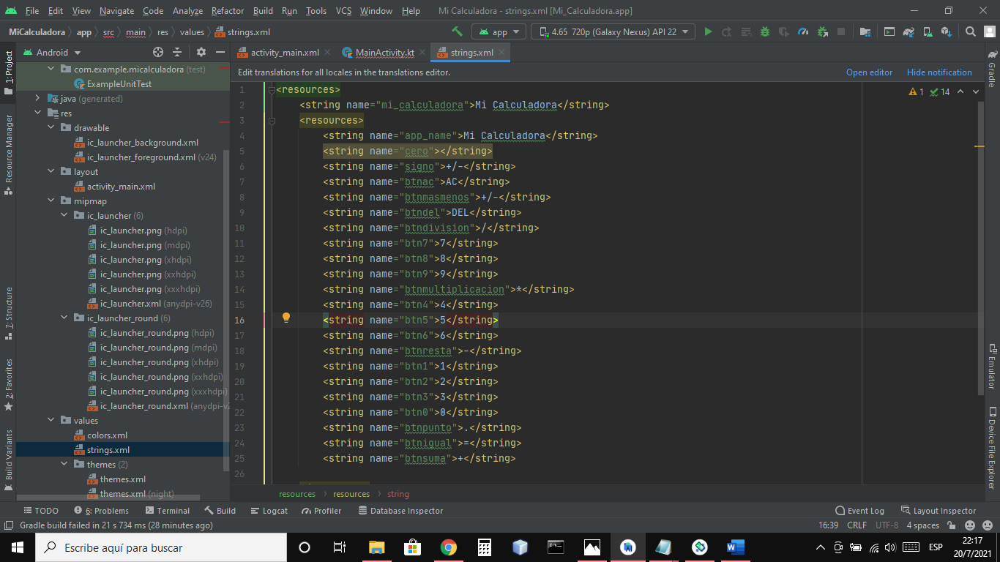 File Edit View Navigate Code Analyze Refactor Build Run Tools VCS Window Help Mi Calculadora - strings.xml [Mi_Calculadora.app]
MiCalculadora app src main res values strings.xml app 4.65 720p (Galaxy Nexus) API 22
Android activity_main.xml MainActivity.kt strings.xml
Edit translations for all locales in the translations editor. Open editor Hide notification
1: Project
Resource Manager
7: Structure
2: Favorites
Build Variants
com.example.micalculadora (test)
ExampleUnitTest
java (generated)
res
drawable
ic_launcher_background.xml
ic_launcher_foreground.xml (v24)
layout
activity_main.xml
mipmap
ic_launcher (6)
ic_launcher.png (hdpi)
ic_launcher.png (mdpi)
ic_launcher.png (xhdpi)
ic_launcher.png (xxhdpi)
ic_launcher.png (xxxhdpi)
ic_launcher.xml (anydpi-v26)
ic_launcher_round (6)
ic_launcher_round.png (hdpi)
ic_launcher_round.png (mdpi)
ic_launcher_round.png (xhdpi)
ic_launcher_round.png (xxhdpi)
ic_launcher_round.png (xxxhdpi)
ic_launcher_round.xml (anydpi-v2
values
colors.xml
strings.xml
themes (2)
themes.xml
themes.xml (night)
1 <resources>
2 <string name="mi_calculadora">Mi Calculadora</string>
3 <resources>
4 <string name="app_name">Mi Calculadora</string>
5 <string name="cero"></string>
6 <string name="signo">+/-</string>
7 <string name="btnac">AC</string>
8 <string name="btnmasmenos">+/-</string>
9 <string name="btndel">DEL</string>
10 <string name="btndivision">/</string>
11 <string name="btn7">7</string>
12 <string name="btn8">8</string>
13 <string name="btn9">9</string>
14 <string name="btnmultiplicacion">*</string>
15 <string name="btn4">4</string>
16 <string name="btn5">5</string>
17 <string name="btn6">6</string>
18 <string name="btnresta">-</string>
19 <string name="btn1">1</string>
20 <string name="btn2">2</string>
21 <string name="btn3">3</string>
22 <string name="btn0">0</string>
23 <string name="btnpunto">.</string>
24 <string name="btnigual">=</string>
25 <string name="btnsuma">+</string>
26
1 14
Gradle
Emulator
Device File Explorer
resources resources string
TODO 6: Problems Terminal Build Logcat Profiler Database Inspector Event Log Layout Inspector
Gradle build failed in 21 s 734 ms (28 minutes ago) 16:39 CRLF UTF-8 4 spaces
Escribe aquí para buscar ESP 22:17
20/7/2021